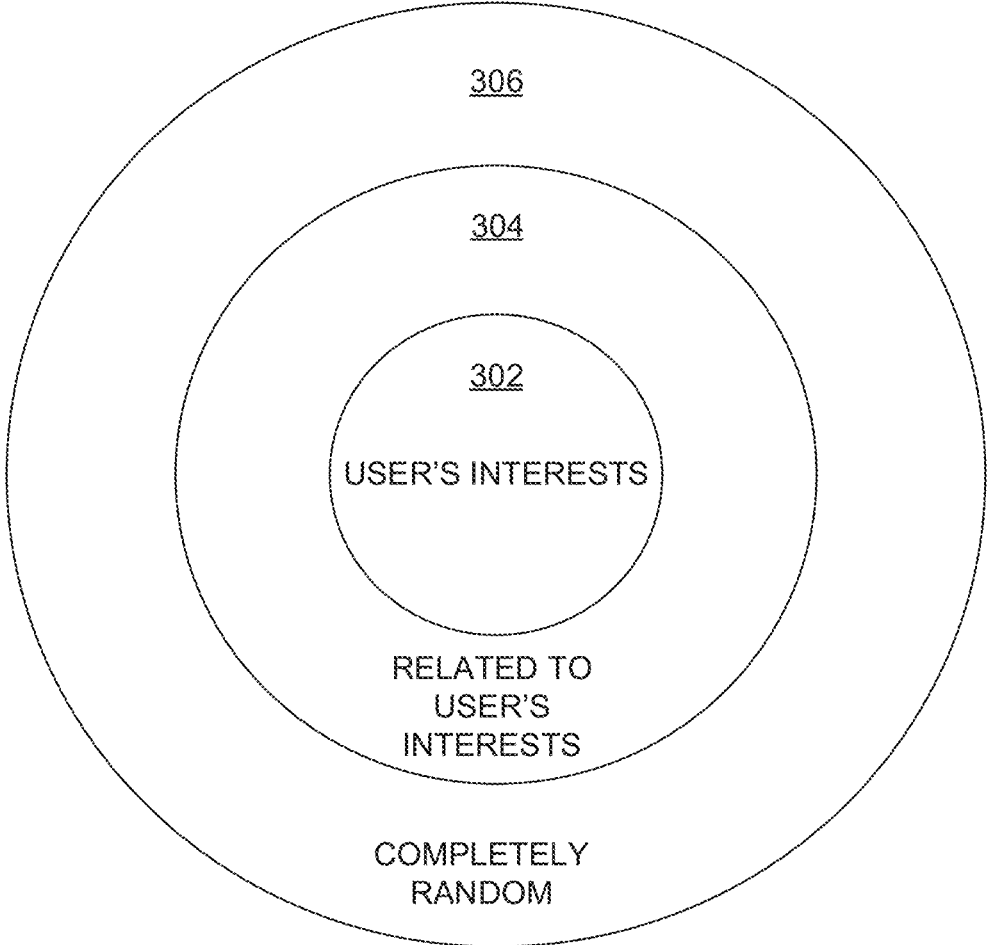 306
304
302
USER'S INTERESTS
RELATED TO
USER'S
INTERESTS
COMPLETELY
RANDOM